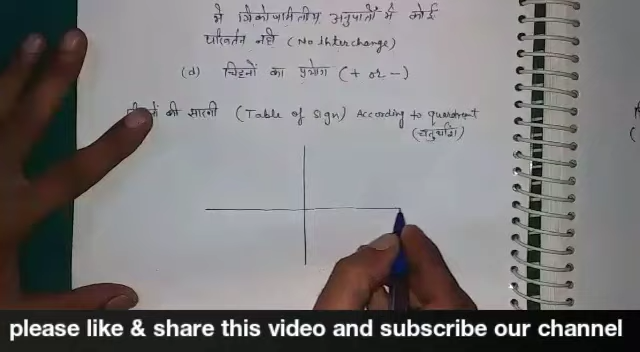 में त्रिकोणमितीय अनुपातों में कोई
परिवर्तन नहीं (No Interchange)
(d) चिह्नों का प्रयोग (+ or -)
की सारणी (Table of Sign) According to quardrent
(चतुर्थांश)
please like & share this video and subscribe our channel